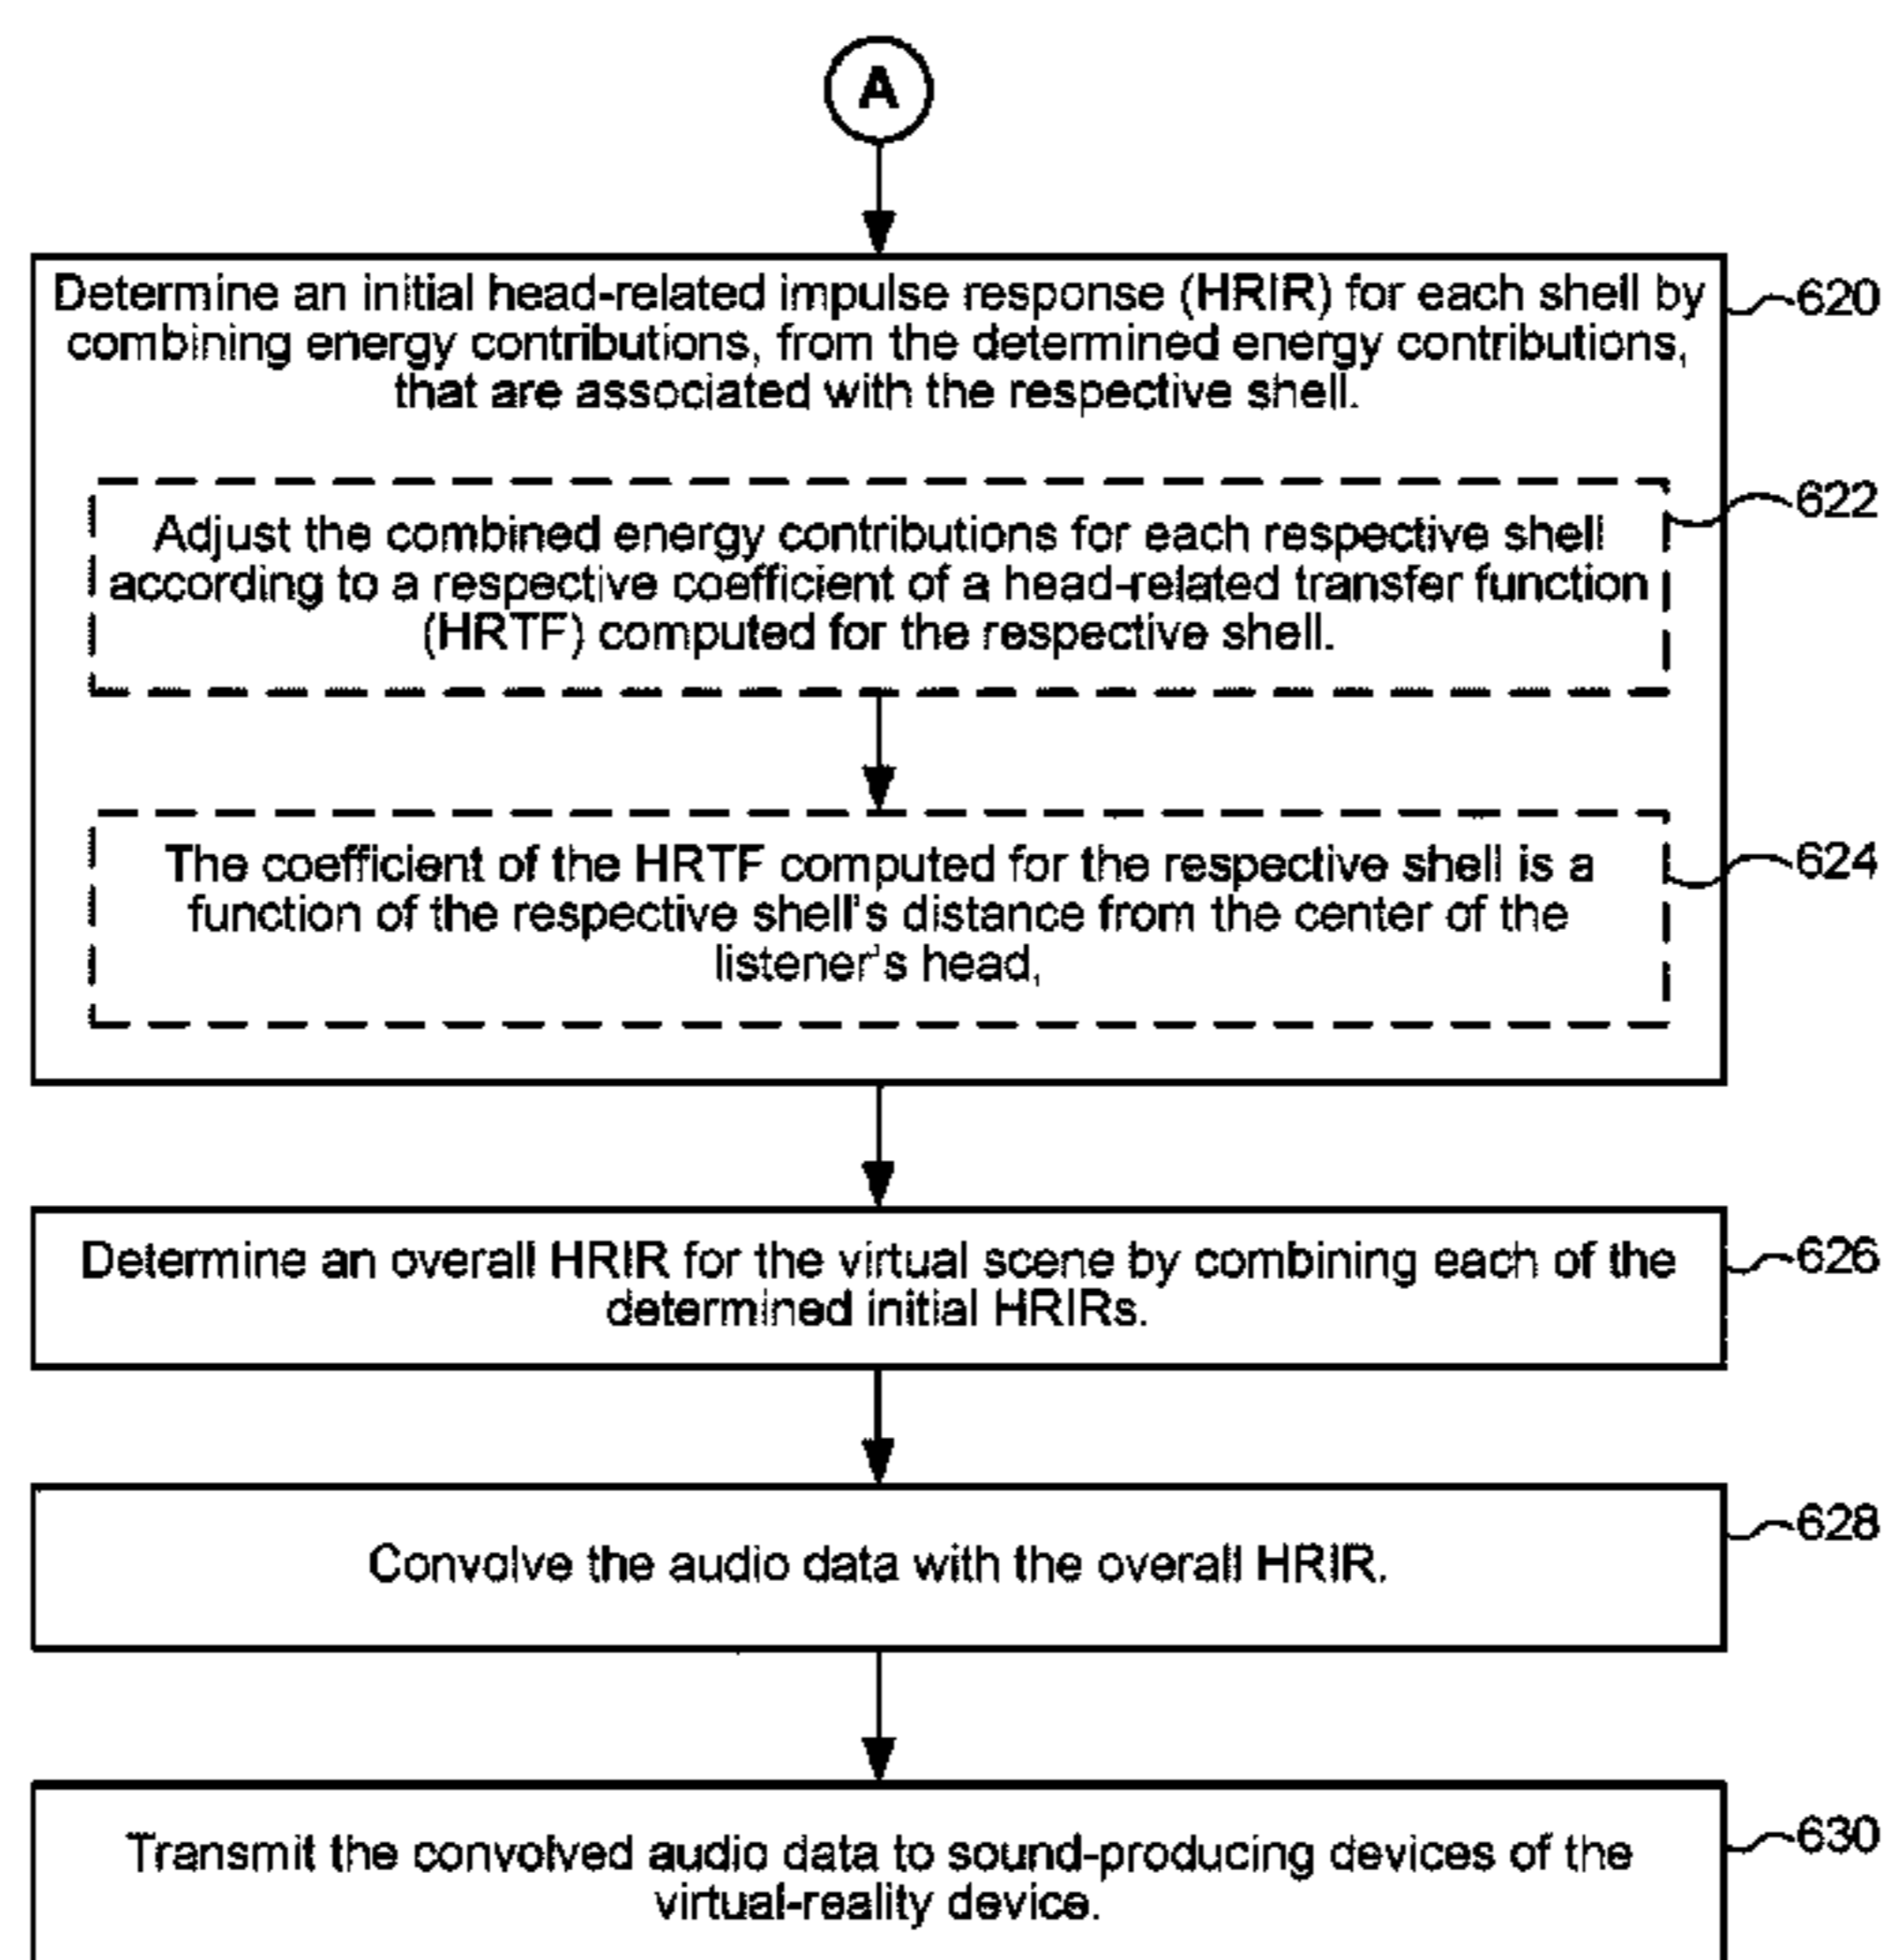 A
Determine an initial head-related impulse response (HRIR) for each shell by
combining energy contributions, from the determined energy contributions,
that are associated with the respective shell.
620
Adjust the combined energy contributions for each respective shell
according to a respective coefficient of a head-related transfer function
(HRTF) computed for the respective shell.
622
The coefficient of the HRTF computed for the respective shell is a
function of the respective shell's distance from the center of the
listener's head,
624
Determine an overall HRIR for the virtual scene by combining each of the
determined initial HRIRs.
626
Convolve the audio data with the overall HRIR.
628
Transmit the convolved audio data to sound-producing devices of the
virtual-reality device.
630